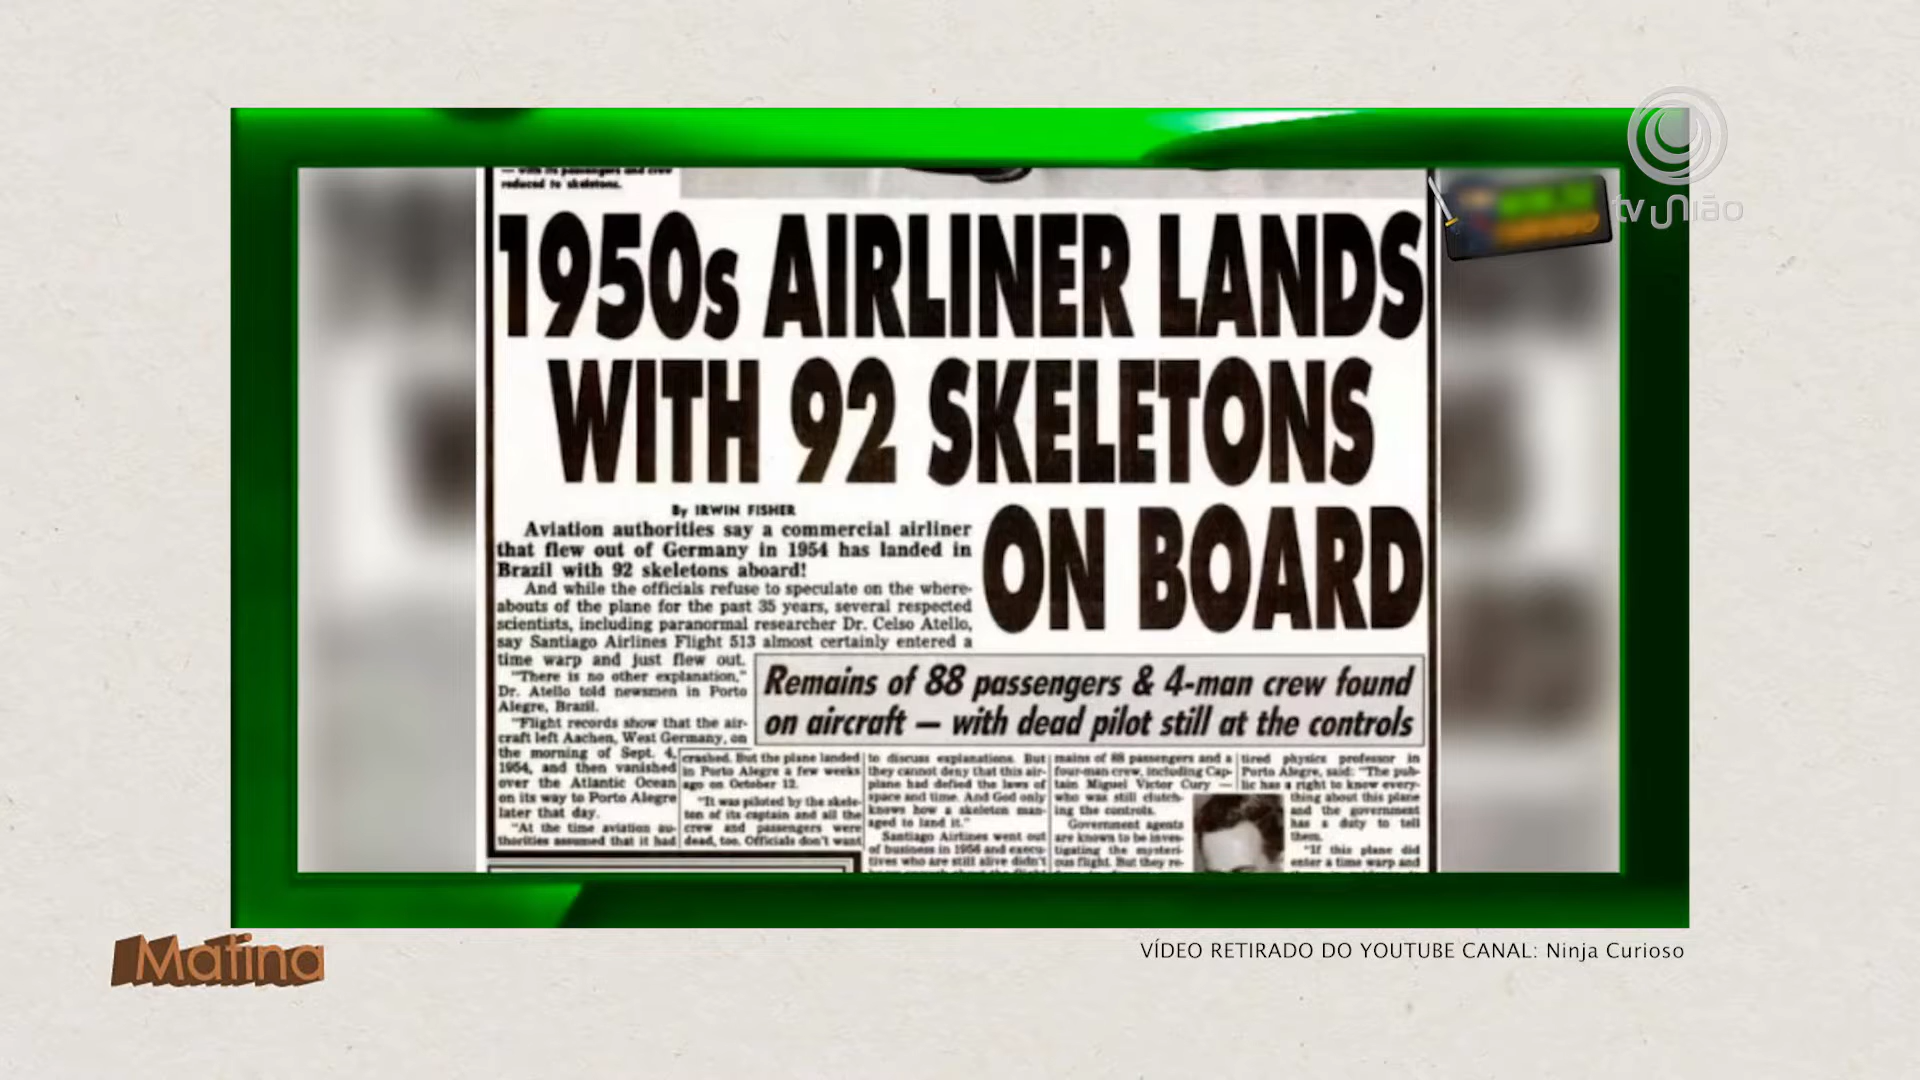 tv união
— with its passengers and crew
reduced to skeletons.
1950s AIRLINER LANDS
WITH 92 SKELETONS
ON BOARD
By IRWIN FISHER
Aviation authorities say a commercial airliner
that flew out of Germany in 1954 has landed in
Brazil with 92 skeletons aboard!
And while the officials refuse to speculate on the where-
abouts of the plane for the past 35 years, several respected
scientists, including paranormal researcher Dr. Celso Atello,
say Santiago Airlines Flight 513 almost certainly entered a
time warp and just flew out.
"There is no other explanation,"
Dr. Atello told newsmen in Porto
Alegre, Brazil.
"Flight records show that the air-
craft left Aachen, West Germany, on
the morning of Sept. 4,
1954, and then vanished
over the Atlantic Ocean
on its way to Porto Alegre
later that day.
"At the time aviation au-
thorities assumed that it had
Remains of 88 passengers & 4-man crew found
on aircraft — with dead pilot still at the controls
crashed. But the plane landed
in Porto Alegre a few weeks
ago on October 12.
"It was piloted by the skele-
ton of its captain and all the
crew and passengers were
dead, too. Officials don't want
to discuss explanations. But
they cannot deny that this air-
plane had defied the laws of
space and time. And God only
knows how a skeleton man-
aged to land it."
Santiago Airlines went out
of business in 1956 and execu-
tives who are still alive didn't
mains of 88 passengers and a
four-man crew, including Cap-
tain Miguel Victor Cury —
who was still clutch-
ing the controls.
Government agents
are known to be inves-
tigating the mysteri-
ous flight. But they re-
tired physics professor in
Porto Alegre, said: "The pub-
lic has a right to know every-
thing about this plane
and the government
has a duty to tell
them.
"If this plane did
enter a time warp and
Matina
VÍDEO RETIRADO DO YOUTUBE CANAL: Ninja Curioso